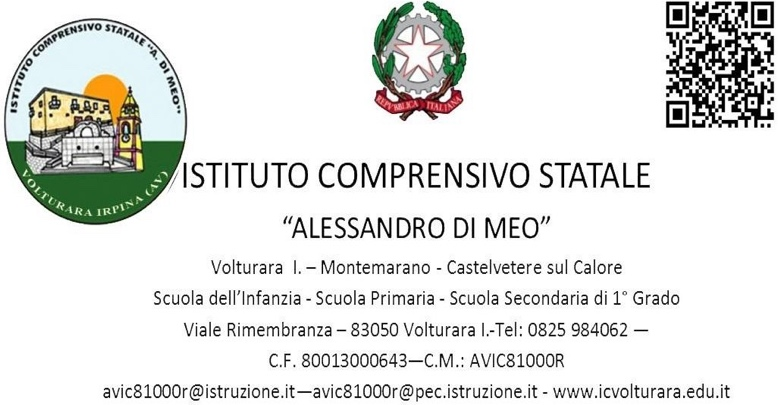 ISTITUTO COMPRENSIVO STATALE "A. DI MEO"
VOLTURARA IRPINA (AV)
REPVBBLICA ITALIANA
ISTITUTO COMPRENSIVO STATALE
“ALESSANDRO DI MEO”
Volturara I. – Montemarano - Castelvetere sul Calore
Scuola dell’Infanzia - Scuola Primaria - Scuola Secondaria di 1° Grado
Viale Rimembranza – 83050 Volturara I.-Tel: 0825 984062 —
C.F. 80013000643—C.M.: AVIC81000R
avic81000r@istruzione.it—avic81000r@pec.istruzione.it - www.icvolturara.edu.it